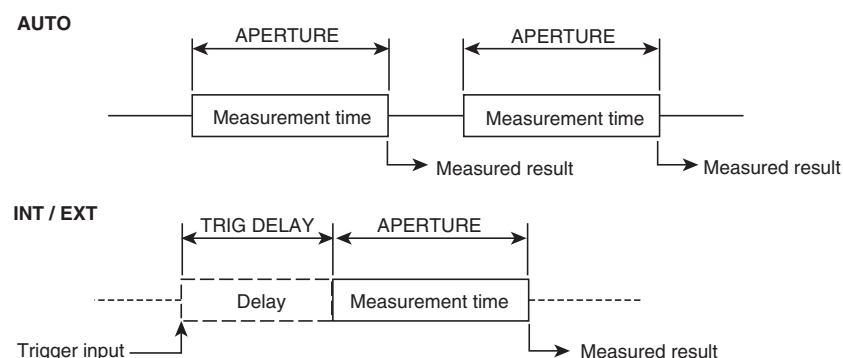 AUTO
APERTURE APERTURE
Measurement time Measurement time
Measured result Measured result
INT / EXT
TRIG DELAY APERTURE
Delay Measurement time
Trigger input Measured result